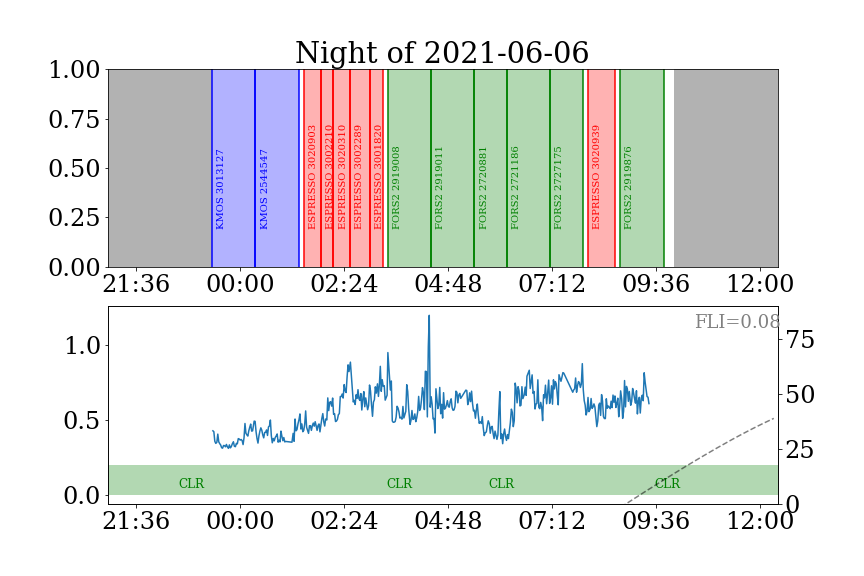 Night of 2021-06-06
1.00
0.75
0.50
0.25
0.00
KMOS 3013127
KMOS 2544547
ESPRESSO 3020903
ESPRESSO 3002210
ESPRESSO 3020310
ESPRESSO 3002289
ESPRESSO 3001820
FORS2 2919008
FORS2 2919011
FORS2 2720881
FORS2 2721186
FORS2 2727175
ESPRESSO 3020939
FORS2 2919876
21:36 00:00 02:24 04:48 07:12 09:36 12:00
FLI=0.08
1.0
0.5
0.0
75
50
25
0
CLR CLR CLR CLR
21:36 00:00 02:24 04:48 07:12 09:36 12:00